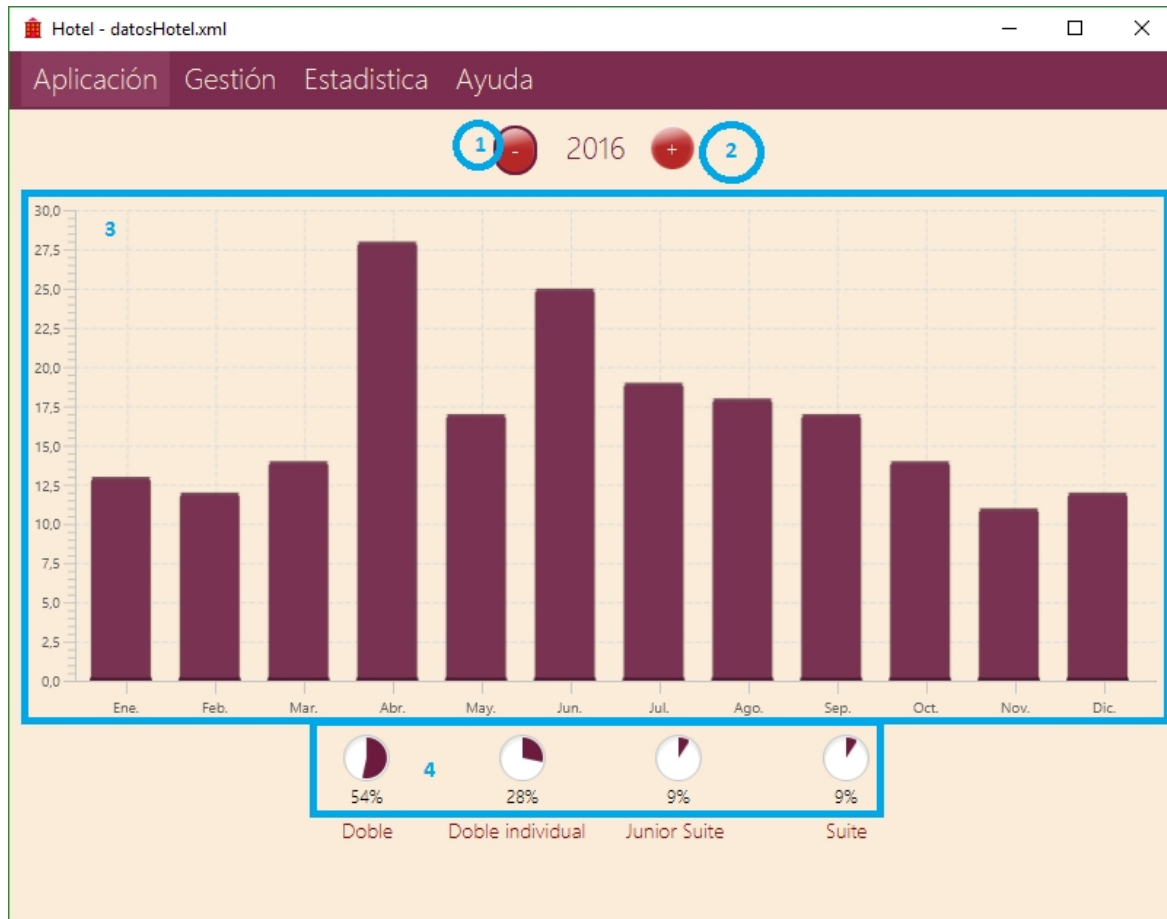 Hotel - datosHotel.xml
Aplicación Gestión Estadistica Ayuda
1 - 2016 + 2
3
30,0
27,5
25,0
22,5
20,0
17,5
15,0
12,5
10,0
7,5
5,0
2,5
0,0
Ene. Feb. Mar. Abr. May. Jun. Jul. Ago. Sep. Oct. Nov. Dic.
4
54% 28% 9% 9%
Doble Doble individual Junior Suite Suite